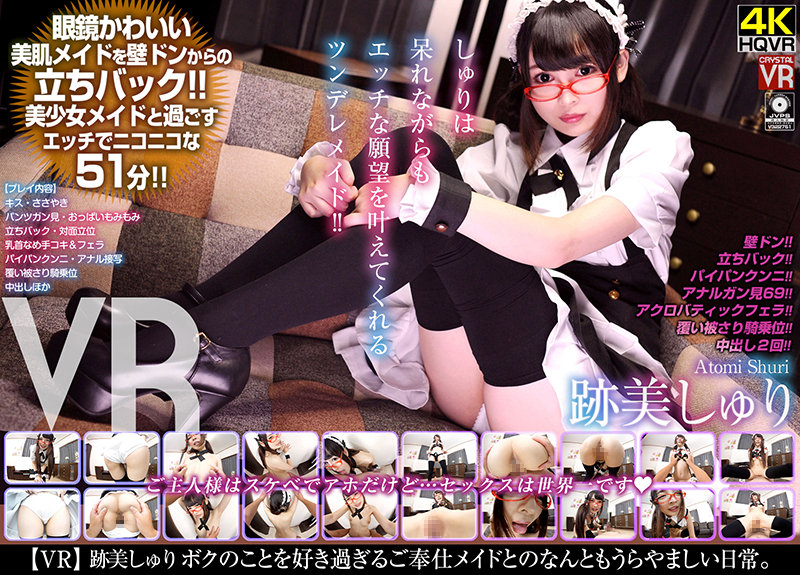 眼鏡かわいい
美肌メイドを壁ドンからの
立ちバック!!
美少女メイドと過ごす
エッチでニコニコな
51分!!
【プレイ内容】
キス・ささやき
パンツガン見・おっぱいもみもみ
立ちバック・対面立位
乳首なめ手コキ&フェラ
パイパンクンニ・アナル接写
覆い被さり騎乗位
中出しほか
しゅりは
呆れながらも
エッチな願望を叶えてくれる
ツンデレメイド!!
4K
HQVR
CRYSTAL
VR
JVPS
壁ドン!!
立ちバック!!
パイパンクンニ!!
アナルガン見69!!
アクロバティックフェラ!!
覆い被さり騎乗位!!
中出し2回!!
Atomi Shuri
跡美しゅり
VR
ご主人様はスケベでアホだけど…セックスは世界一です♥
【VR】跡美しゅり ボクのことを好き過ぎるご奉仕メイドとのなんともうらやましい日常。